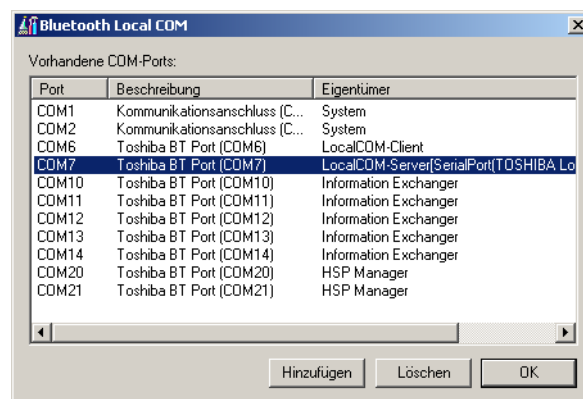 Bluetooth Local COM
Vorhandene COM-Ports:
Port Beschreibung Eigentümer
COM1 Kommunikationsanschluss (C... System
COM2 Kommunikationsanschluss (C... System
COM6 Toshiba BT Port (COM6) LocalCOM-Client
COM7 Toshiba BT Port (COM7) LocalCOM-Server[SerialPort(TOSHIBA Lo
COM10 Toshiba BT Port (COM10) Information Exchanger
COM11 Toshiba BT Port (COM11) Information Exchanger
COM12 Toshiba BT Port (COM12) Information Exchanger
COM13 Toshiba BT Port (COM13) Information Exchanger
COM14 Toshiba BT Port (COM14) Information Exchanger
COM20 Toshiba BT Port (COM20) HSP Manager
COM21 Toshiba BT Port (COM21) HSP Manager
Hinzufügen Löschen OK